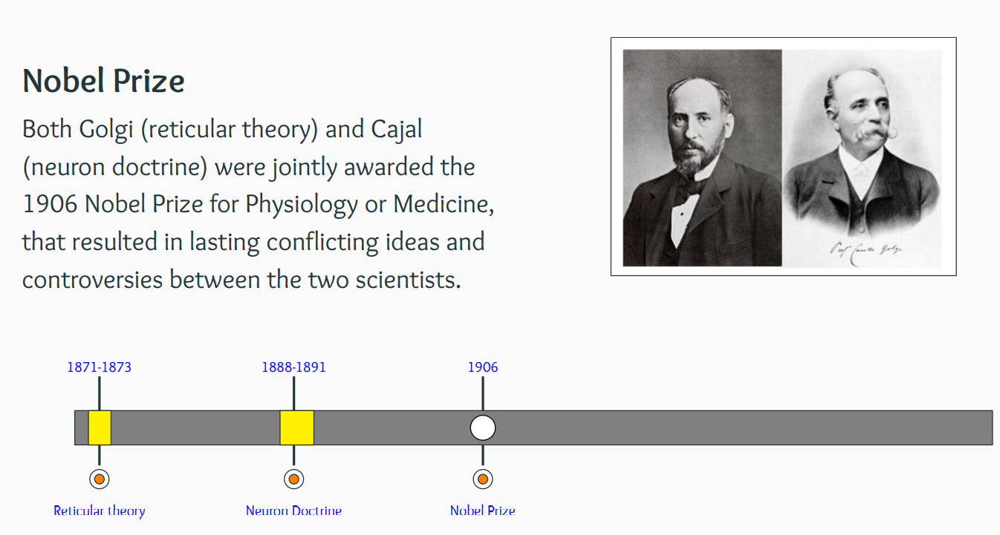 Nobel Prize
Both Golgi (reticular theory) and Cajal
(neuron doctrine) were jointly awarded the
1906 Nobel Prize for Physiology or Medicine,
that resulted in lasting conflicting ideas and
controversies between the two scientists.
Prof Camillo Golgi
1871-1873
1888-1891
1906
Reticular theory
Neuron Doctrine
Nobel Prize